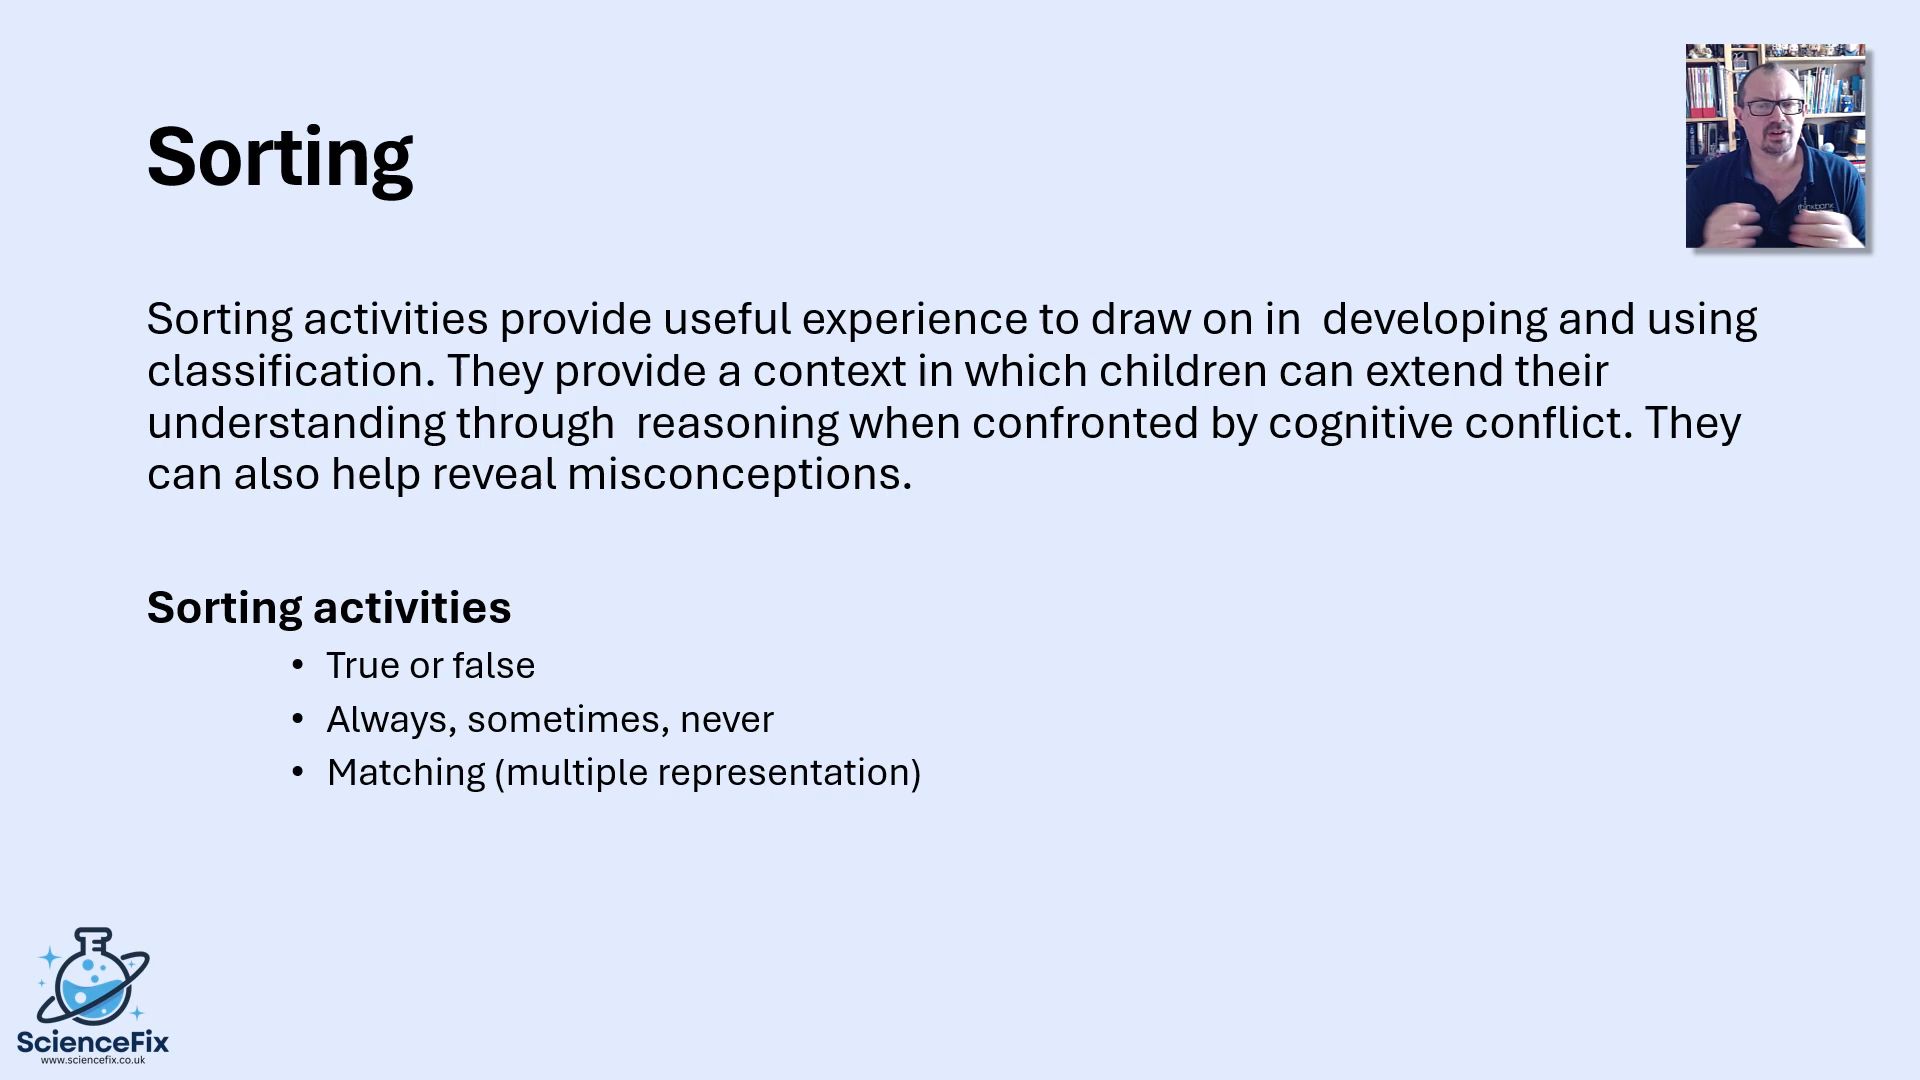 Sorting
Sorting activities provide useful experience to draw on in  developing and using
classification. They provide a context in which children can extend their
understanding through  reasoning when confronted by cognitive conflict. They
can also help reveal misconceptions.
Sorting activities
• True or false
• Always, sometimes, never
• Matching (multiple representation)
ScienceFix
www.sciencefix.co.uk